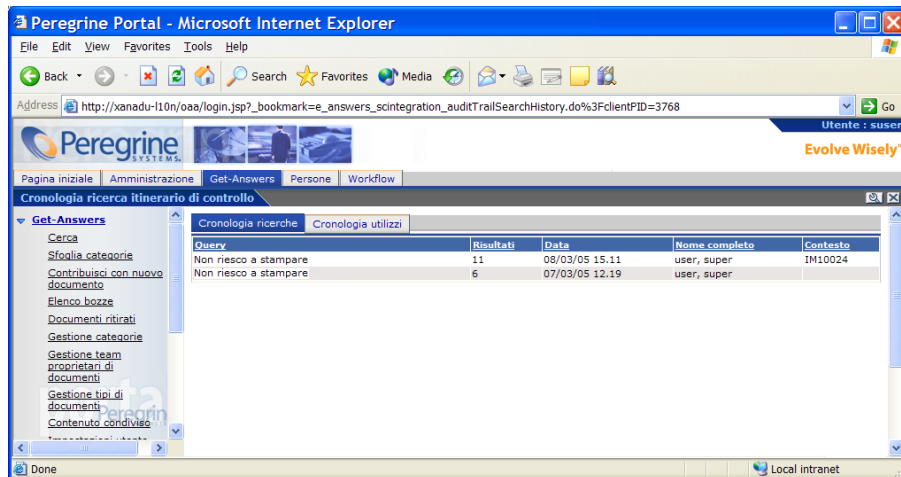 Peregrine Portal - Microsoft Internet Explorer
File Edit View Favorites Tools Help
Back Search Favorites Media
Address http://xanadu-l10n/oaa/login.jsp?_bookmark=e_answers_scintegration_auditTrailSearchHistory.do%3FclientPID=3768 Go
Utente : suser
Peregrine
SYSTEMS
Evolve Wisely
Pagina iniziale Amministrazione Get-Answers Persone Workflow
Cronologia ricerca itinerario di controllo
Get-Answers
Cerca
Sfoglia categorie
Contribuisci con nuovo
documento
Elenco bozze
Documenti ritirati
Gestione categorie
Gestione team
proprietari di
documenti
Gestione tipi di
documenti
Contenuto condiviso
Impostazioni utente
Cronologia ricerche Cronologia utilizzi
Query Risultati Data Nome completo Contesto
Non riesco a stampare 11 08/03/05 15.11 user, super IM10024
Non riesco a stampare 6 07/03/05 12.19 user, super
Done Local intranet